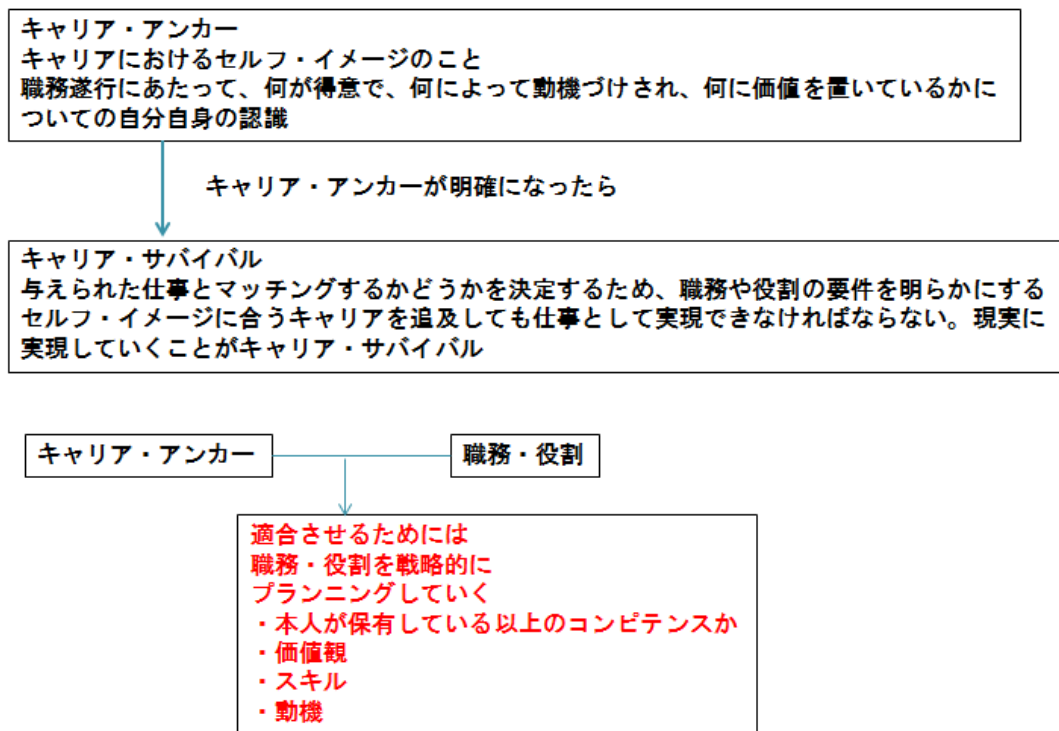 キャリア・アンカー
キャリアにおけるセルフ・イメージのこと
職務遂行にあたって、何が得意で、何によって動機づけされ、何に価値を置いているかに
ついての自分自身の認識
キャリア・アンカーが明確になったら
キャリア・サバイバル
与えられた仕事とマッチングするかどうかを決定するため、職務や役割の要件を明らかにする
セルフ・イメージに合うキャリアを追及しても仕事として実現できなければならない。現実に
実現していくことがキャリア・サバイバル
キャリア・アンカー
職務・役割
適合させるためには
職務・役割を戦略的に
プランニングしていく
・本人が保有している以上のコンピテンスか
・価値観
・スキル
・動機